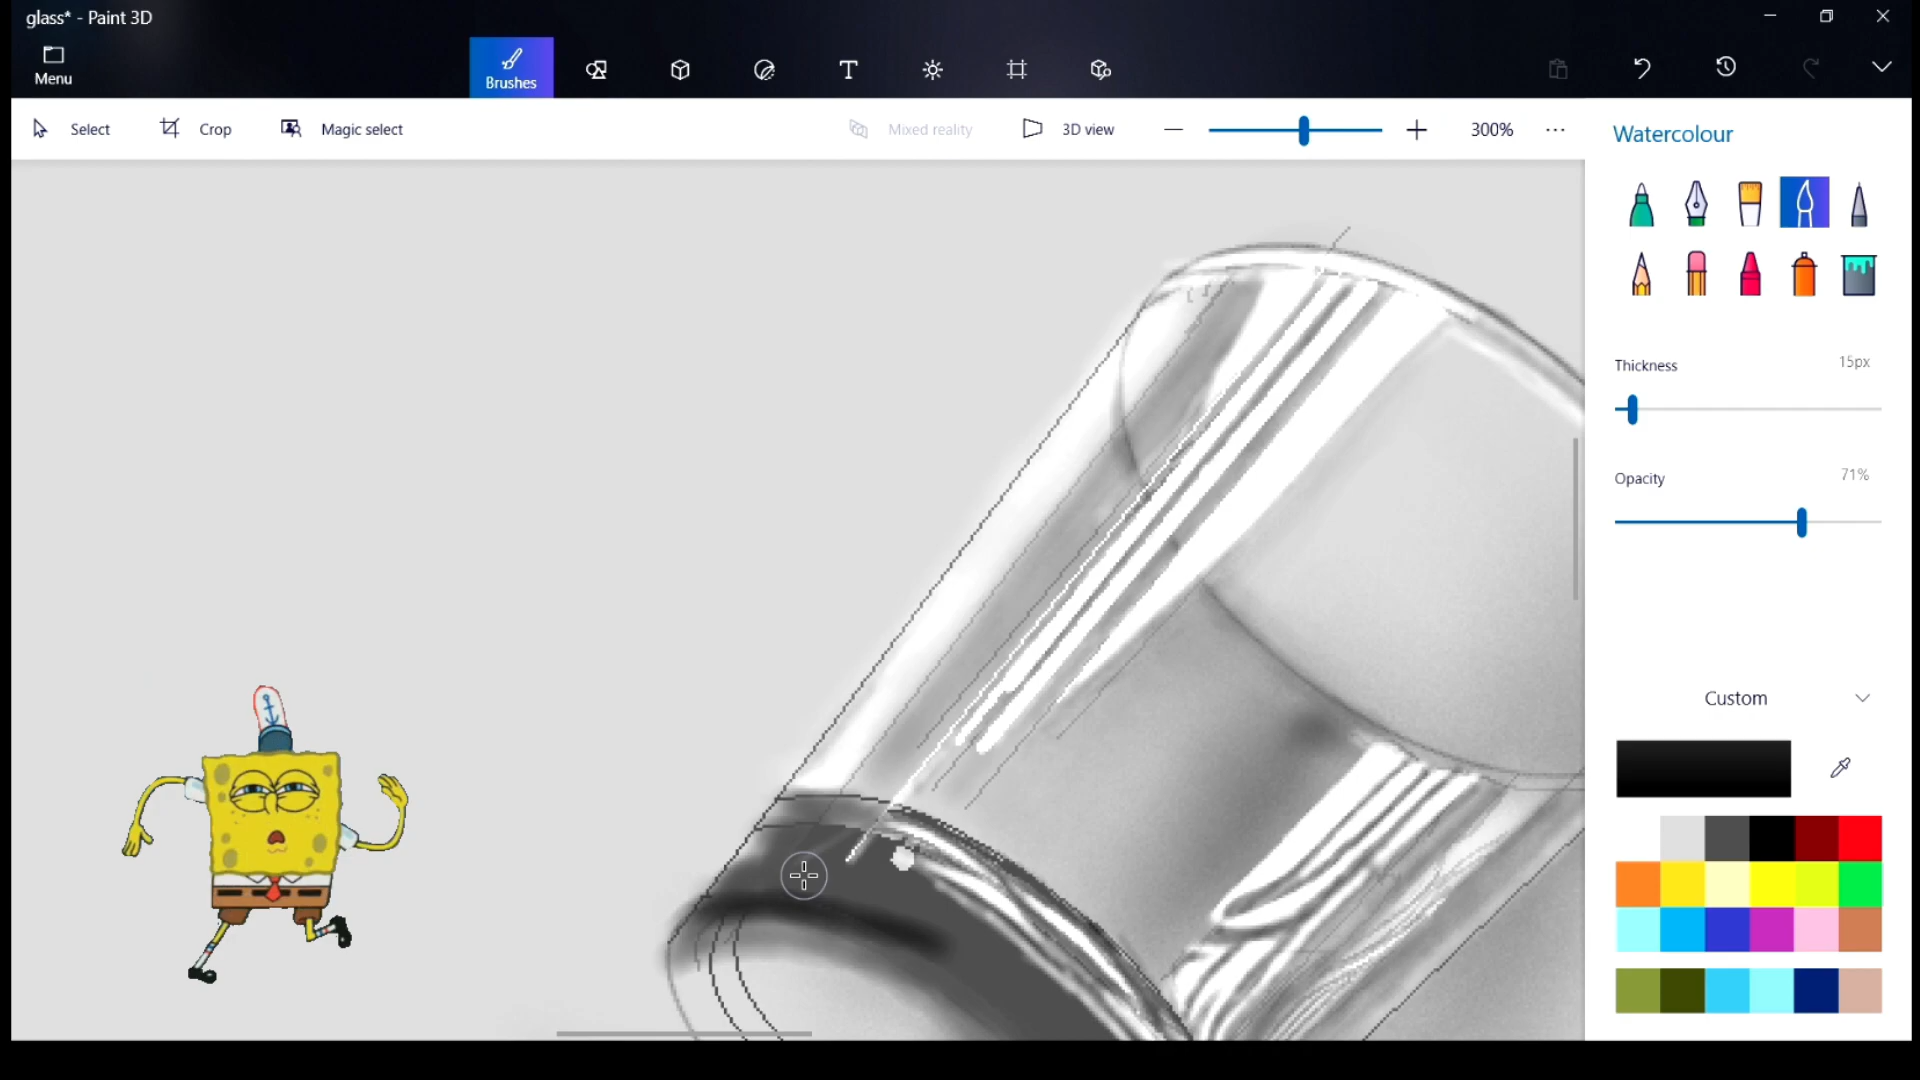 glass* - Paint 3D
Menu
Brushes
Select
Crop
Magic select
Mixed reality
3D view
300%
Watercolour
Thickness
15px
Opacity
71%
Custom